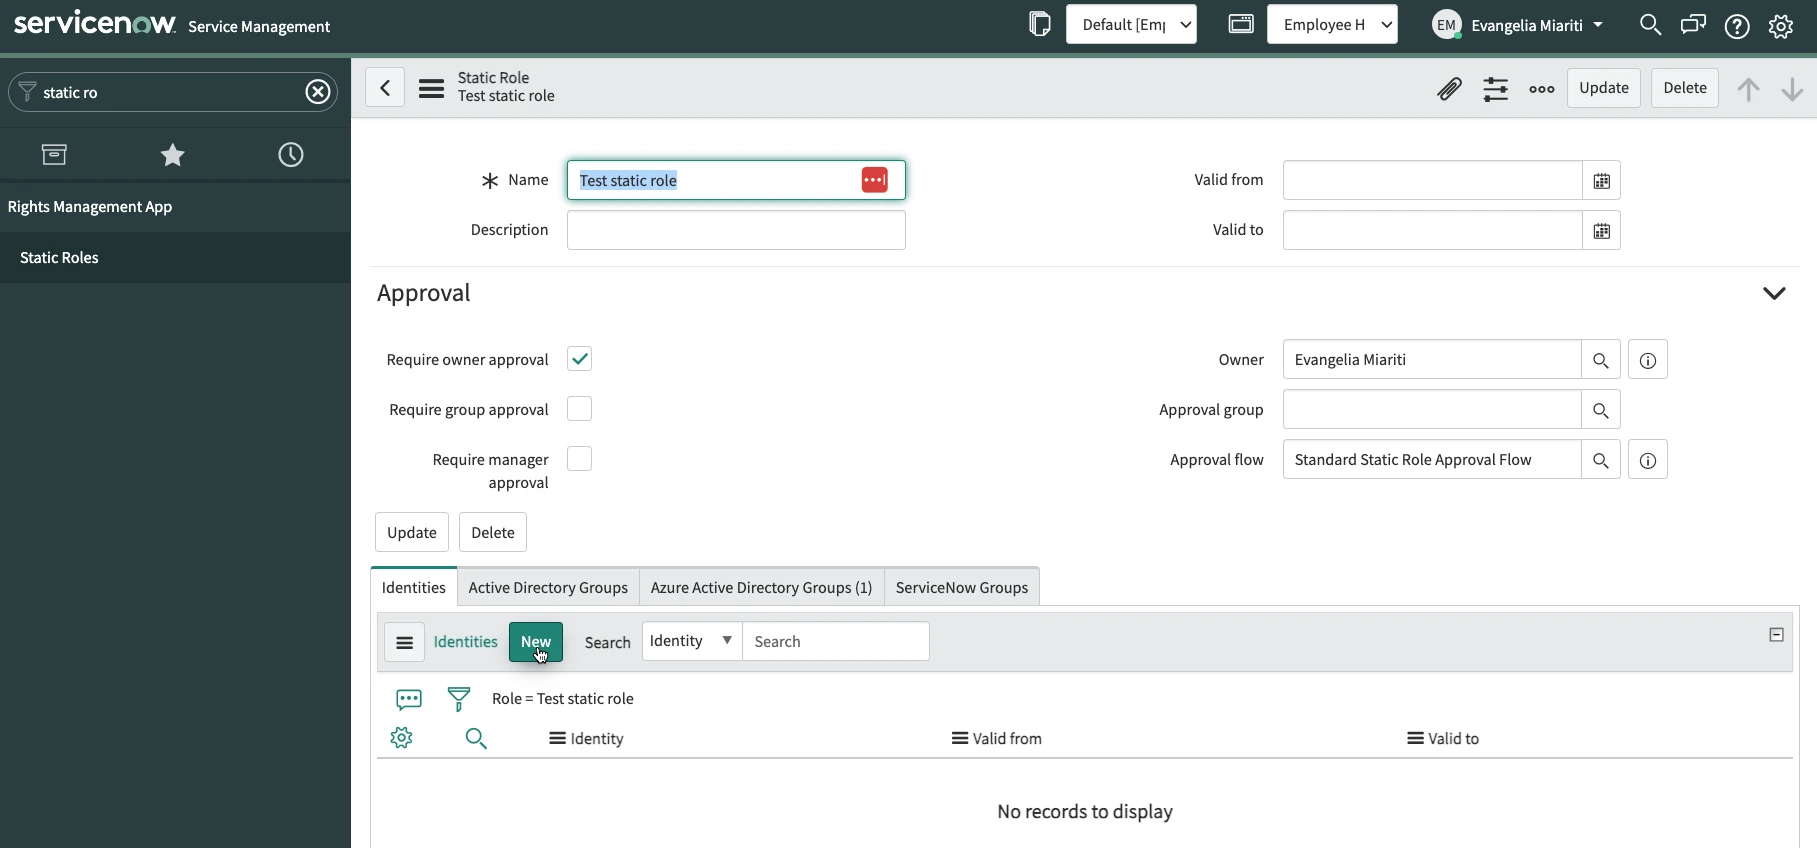 servicenow Service Management
Default [Emp
Employee H
EM Evangelia Miariti
static ro
Static Role
Test static role
Update Delete
Rights Management App
Static Roles
Name Test static role
Valid from
Description
Valid to
Approval
Require owner approval
Owner Evangelia Miariti
Require group approval
Approval group
Require manager
approval
Approval flow Standard Static Role Approval Flow
Update Delete
Identities Active Directory Groups Azure Active Directory Groups (1) ServiceNow Groups
Identities New Search Identity Search
Role = Test static role
Identity Valid from Valid to
No records to display